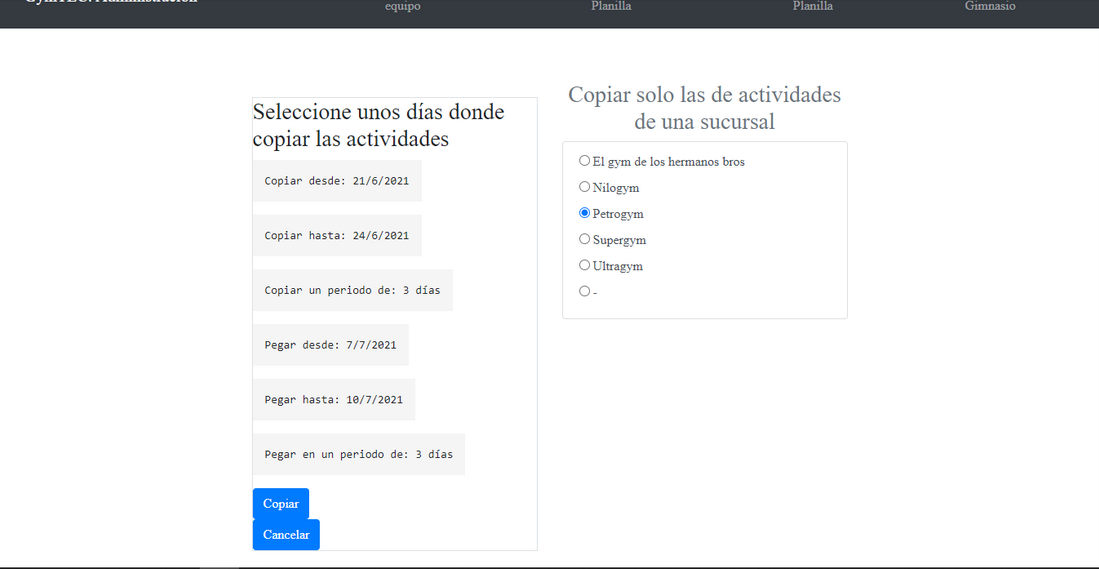 GymTEC: Administración
equipo
Planilla
Planilla
Gimnasio
Seleccione unos días donde
copiar las actividades
Copiar desde: 21/6/2021
Copiar hasta: 24/6/2021
Copiar un periodo de: 3 días
Pegar desde: 7/7/2021
Pegar hasta: 10/7/2021
Pegar en un periodo de: 3 días
Copiar
Cancelar
Copiar solo las de actividades
de una sucursal
El gym de los hermanos bros
Nilogym
Petrogym
Supergym
Ultragym
-